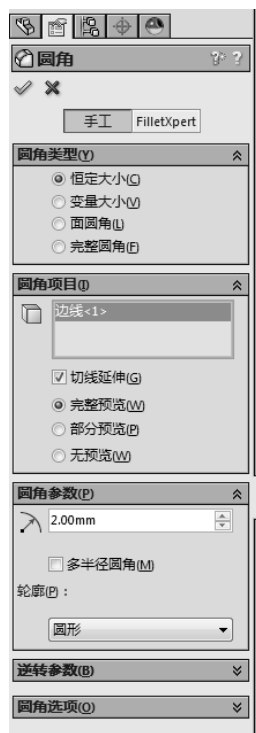 圆角
手工 FilletXpert
圆角类型(Y)
恒定大小(C)
变量大小(V)
面圆角(L)
完整圆角(F)
圆角项目(I)
边线<1>
切线延伸(G)
完整预览(W)
部分预览(P)
无预览(W)
圆角参数(P)
2.00mm
多半径圆角(M)
轮廓(P)：
圆形
逆转参数(B)
圆角选项(O)